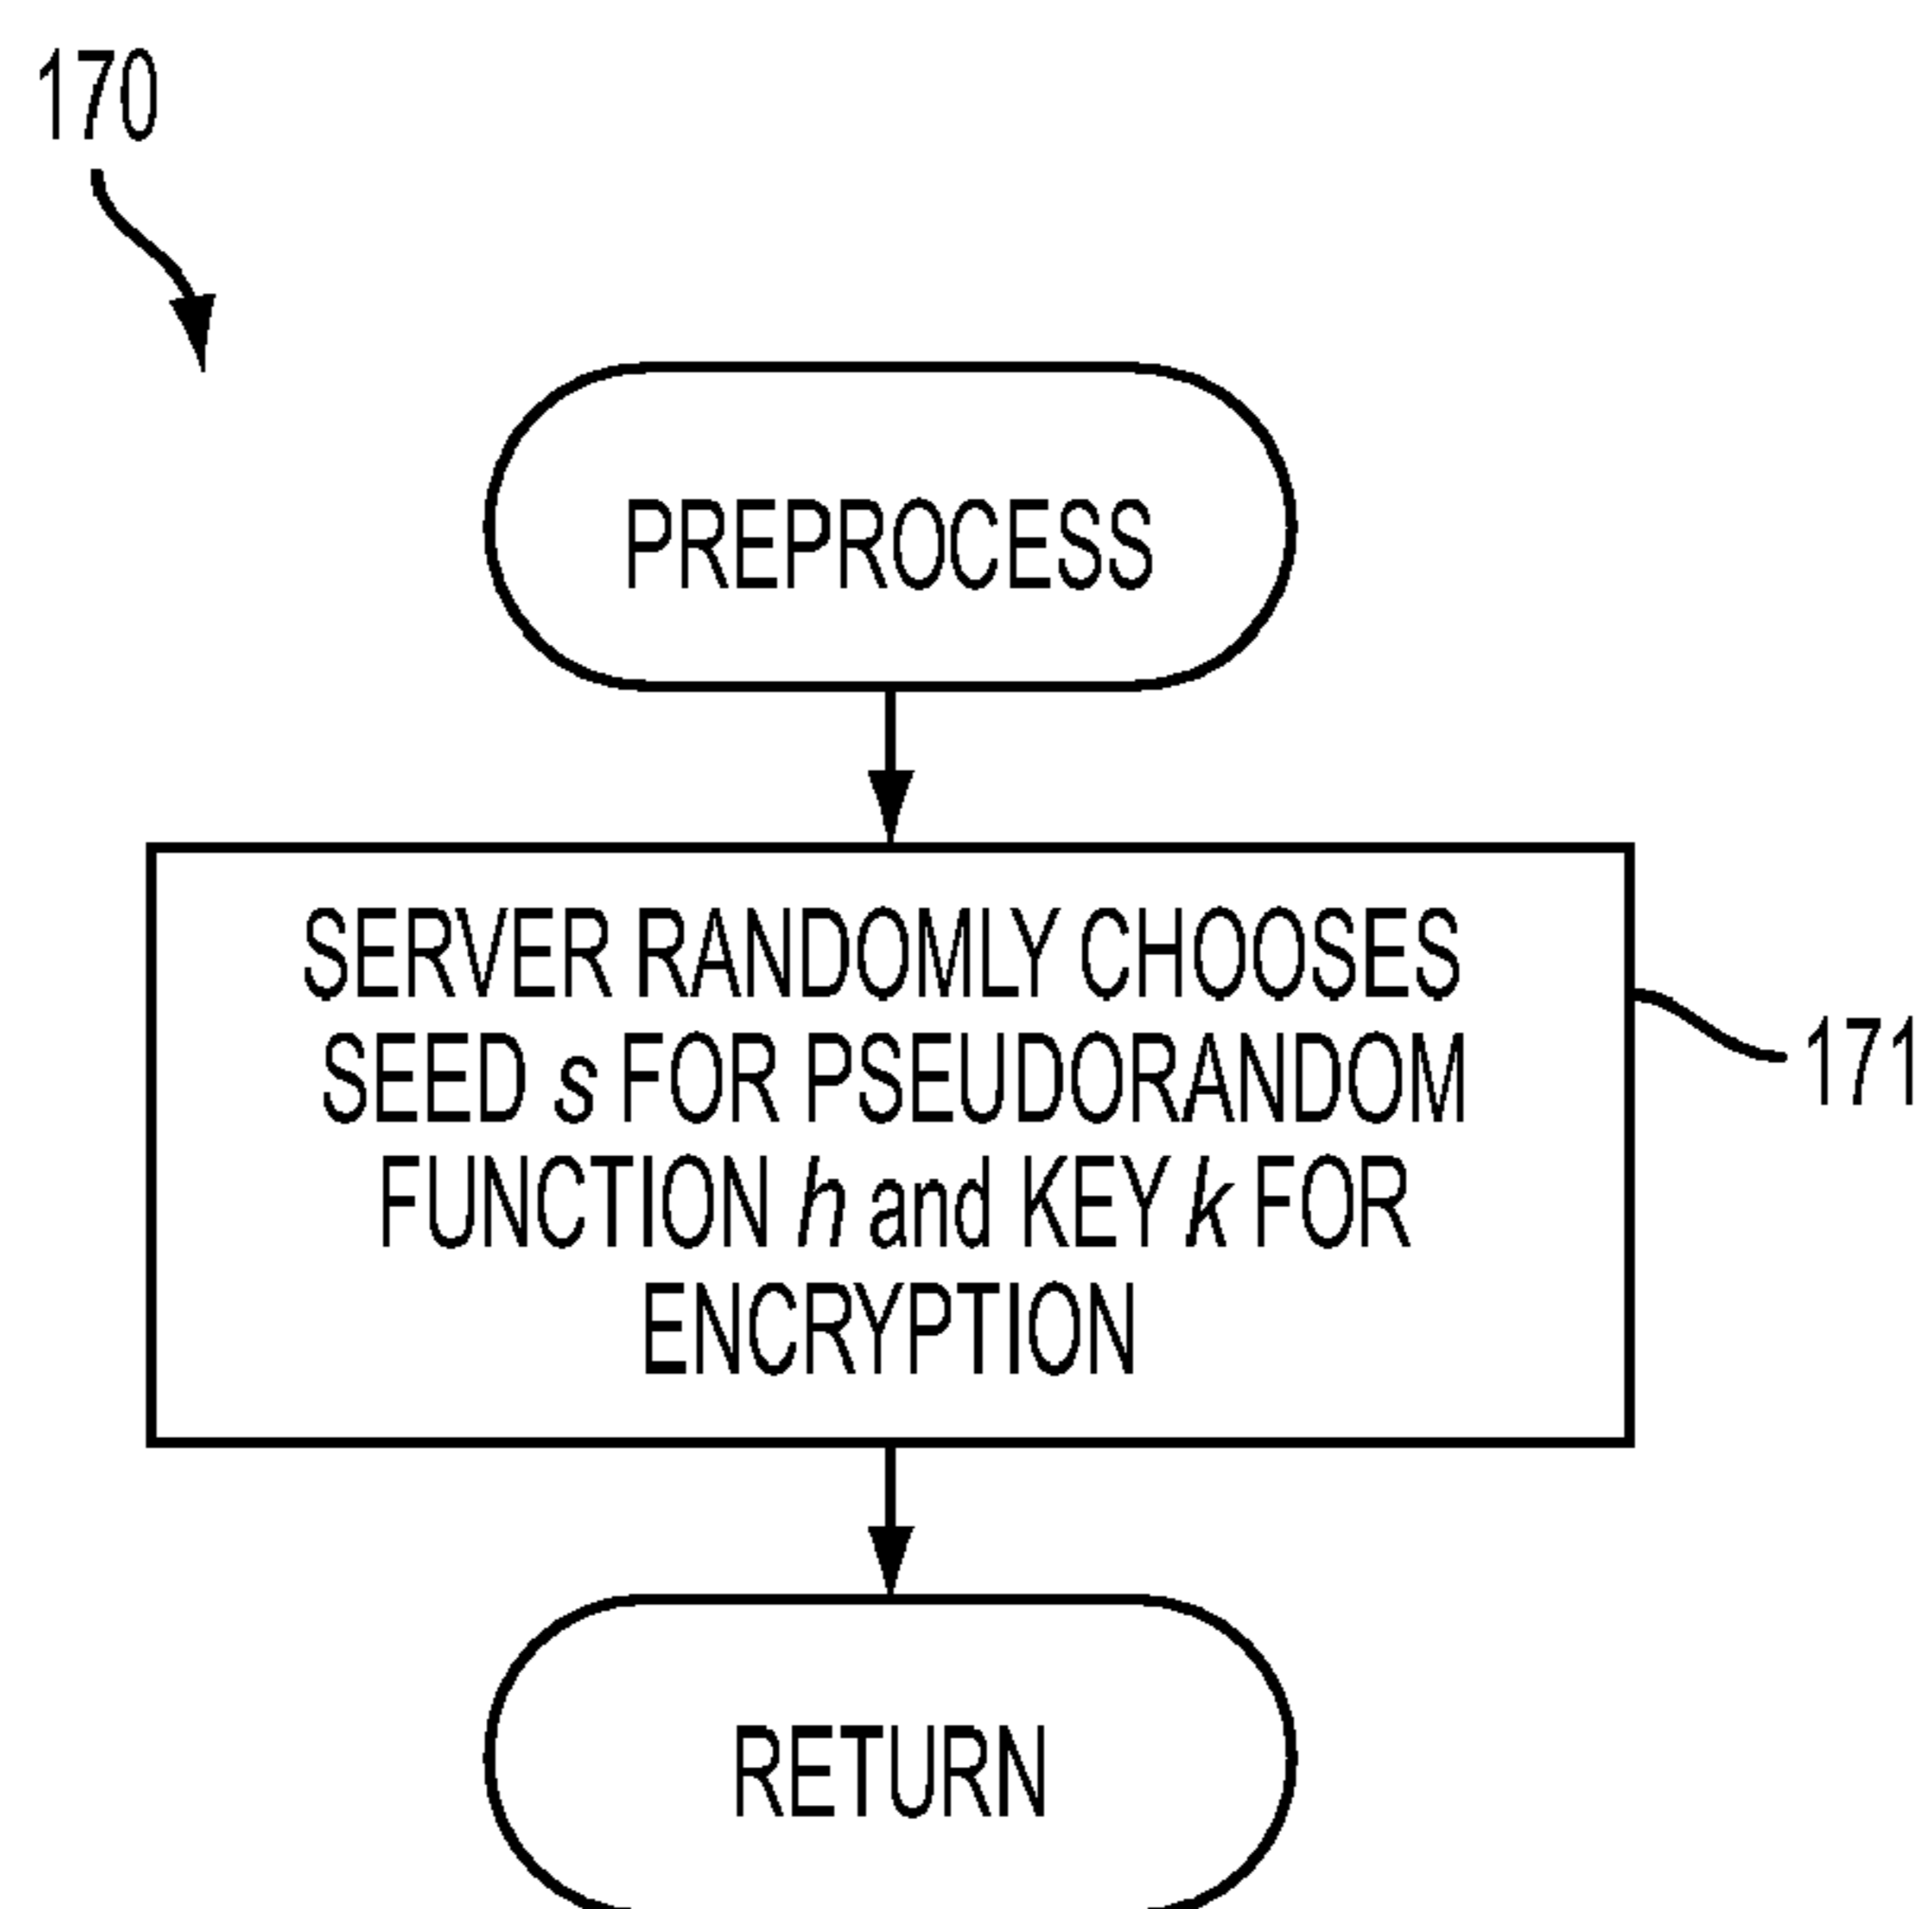 170
PREPROCESS
SERVER RANDOMLY CHOOSES
SEED s FOR PSEUDORANDOM
FUNCTION h and KEY k FOR
ENCRYPTION
171
RETURN